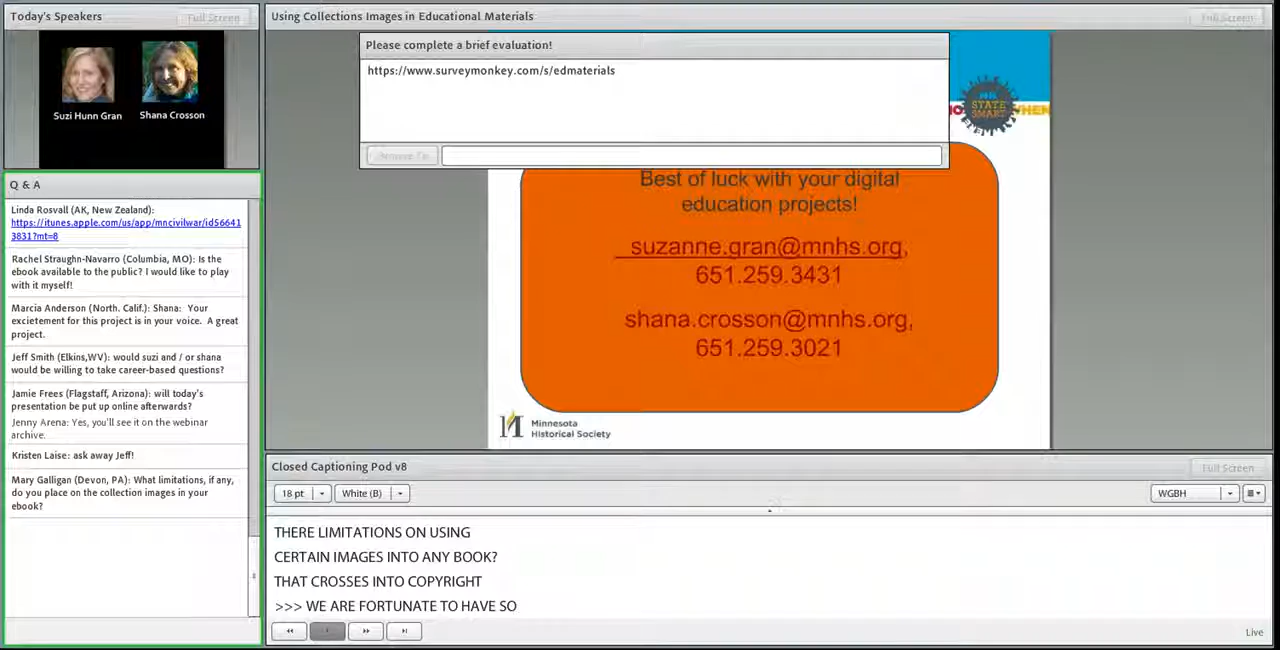 Today's Speakers
Full Screen
Suzi Hunn Gran
Shana Crosson
Q & A
Linda Rosvall (AK, New Zealand):
https://itunes.apple.com/us/app/mncivilwar/id56641
3831?mt=8
Rachel Straughn-Navarro (Columbia, MO): Is the
ebook available to the public? I would like to play
with it myself!
Marcia Anderson (North. Calif.): Shana: Your
excietement for this project is in your voice. A great
project.
Jeff Smith (Elkins,WV): would suzi and / or shana
would be willing to take career-based questions?
Jamie Frees (Flagstaff, Arizona): will today's
presentation be put up online afterwards?
Jenny Arena: Yes, you'll see it on the webinar
archive.
Kristen Laise: ask away Jeff!
Mary Galligan (Devon, PA): What limitations, if any,
do you place on the collection images in your
ebook?
Using Collections Images in Educational Materials
Full Screen
Please complete a brief evaluation!
https://www.surveymonkey.com/s/edmaterials
Browse To
STATE
SMART
Best of luck with your digital
education projects!
suzanne.gran@mnhs.org,
651.259.3431
shana.crosson@mnhs.org,
651.259.3021
Minnesota
Historical Society
Closed Captioning Pod v8
Full Screen
18 pt
White (B)
WGBH
THERE LIMITATIONS ON USING
CERTAIN IMAGES INTO ANY BOOK?
THAT CROSSES INTO COPYRIGHT
>>> WE ARE FORTUNATE TO HAVE SO
Live